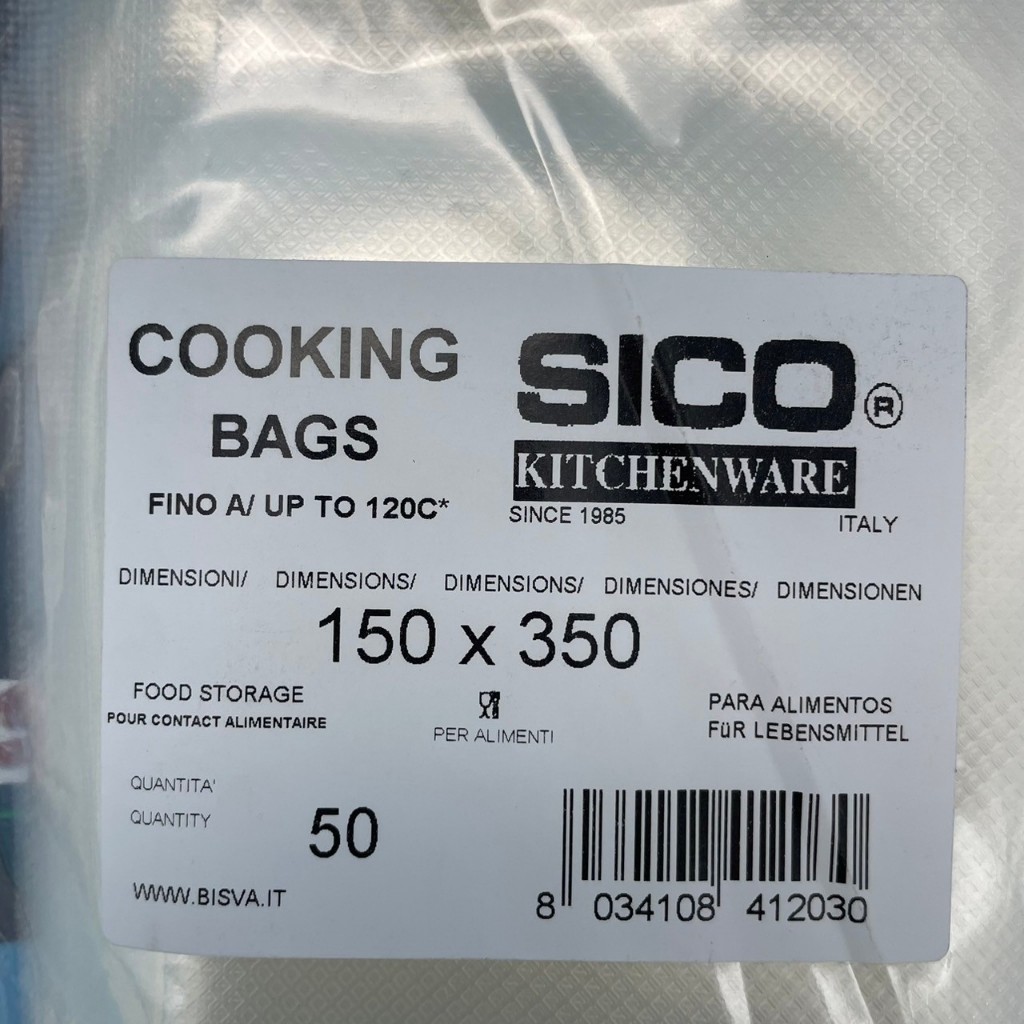 COOKING
BAGS
FINO A/ UP TO 120C*
SICO ®
KITCHENWARE
SINCE 1985 ITALY
DIMENSIONI/ DIMENSIONS/ DIMENSIONS/ DIMENSIONES/ DIMENSIONEN
150 x 350
FOOD STORAGE
POUR CONTACT ALIMENTAIRE
PER ALIMENTI
PARA ALIMENTOS
FüR LEBENSMITTEL
QUANTITA'
QUANTITY
50
WWW.BISVA.IT
8 034108 412030